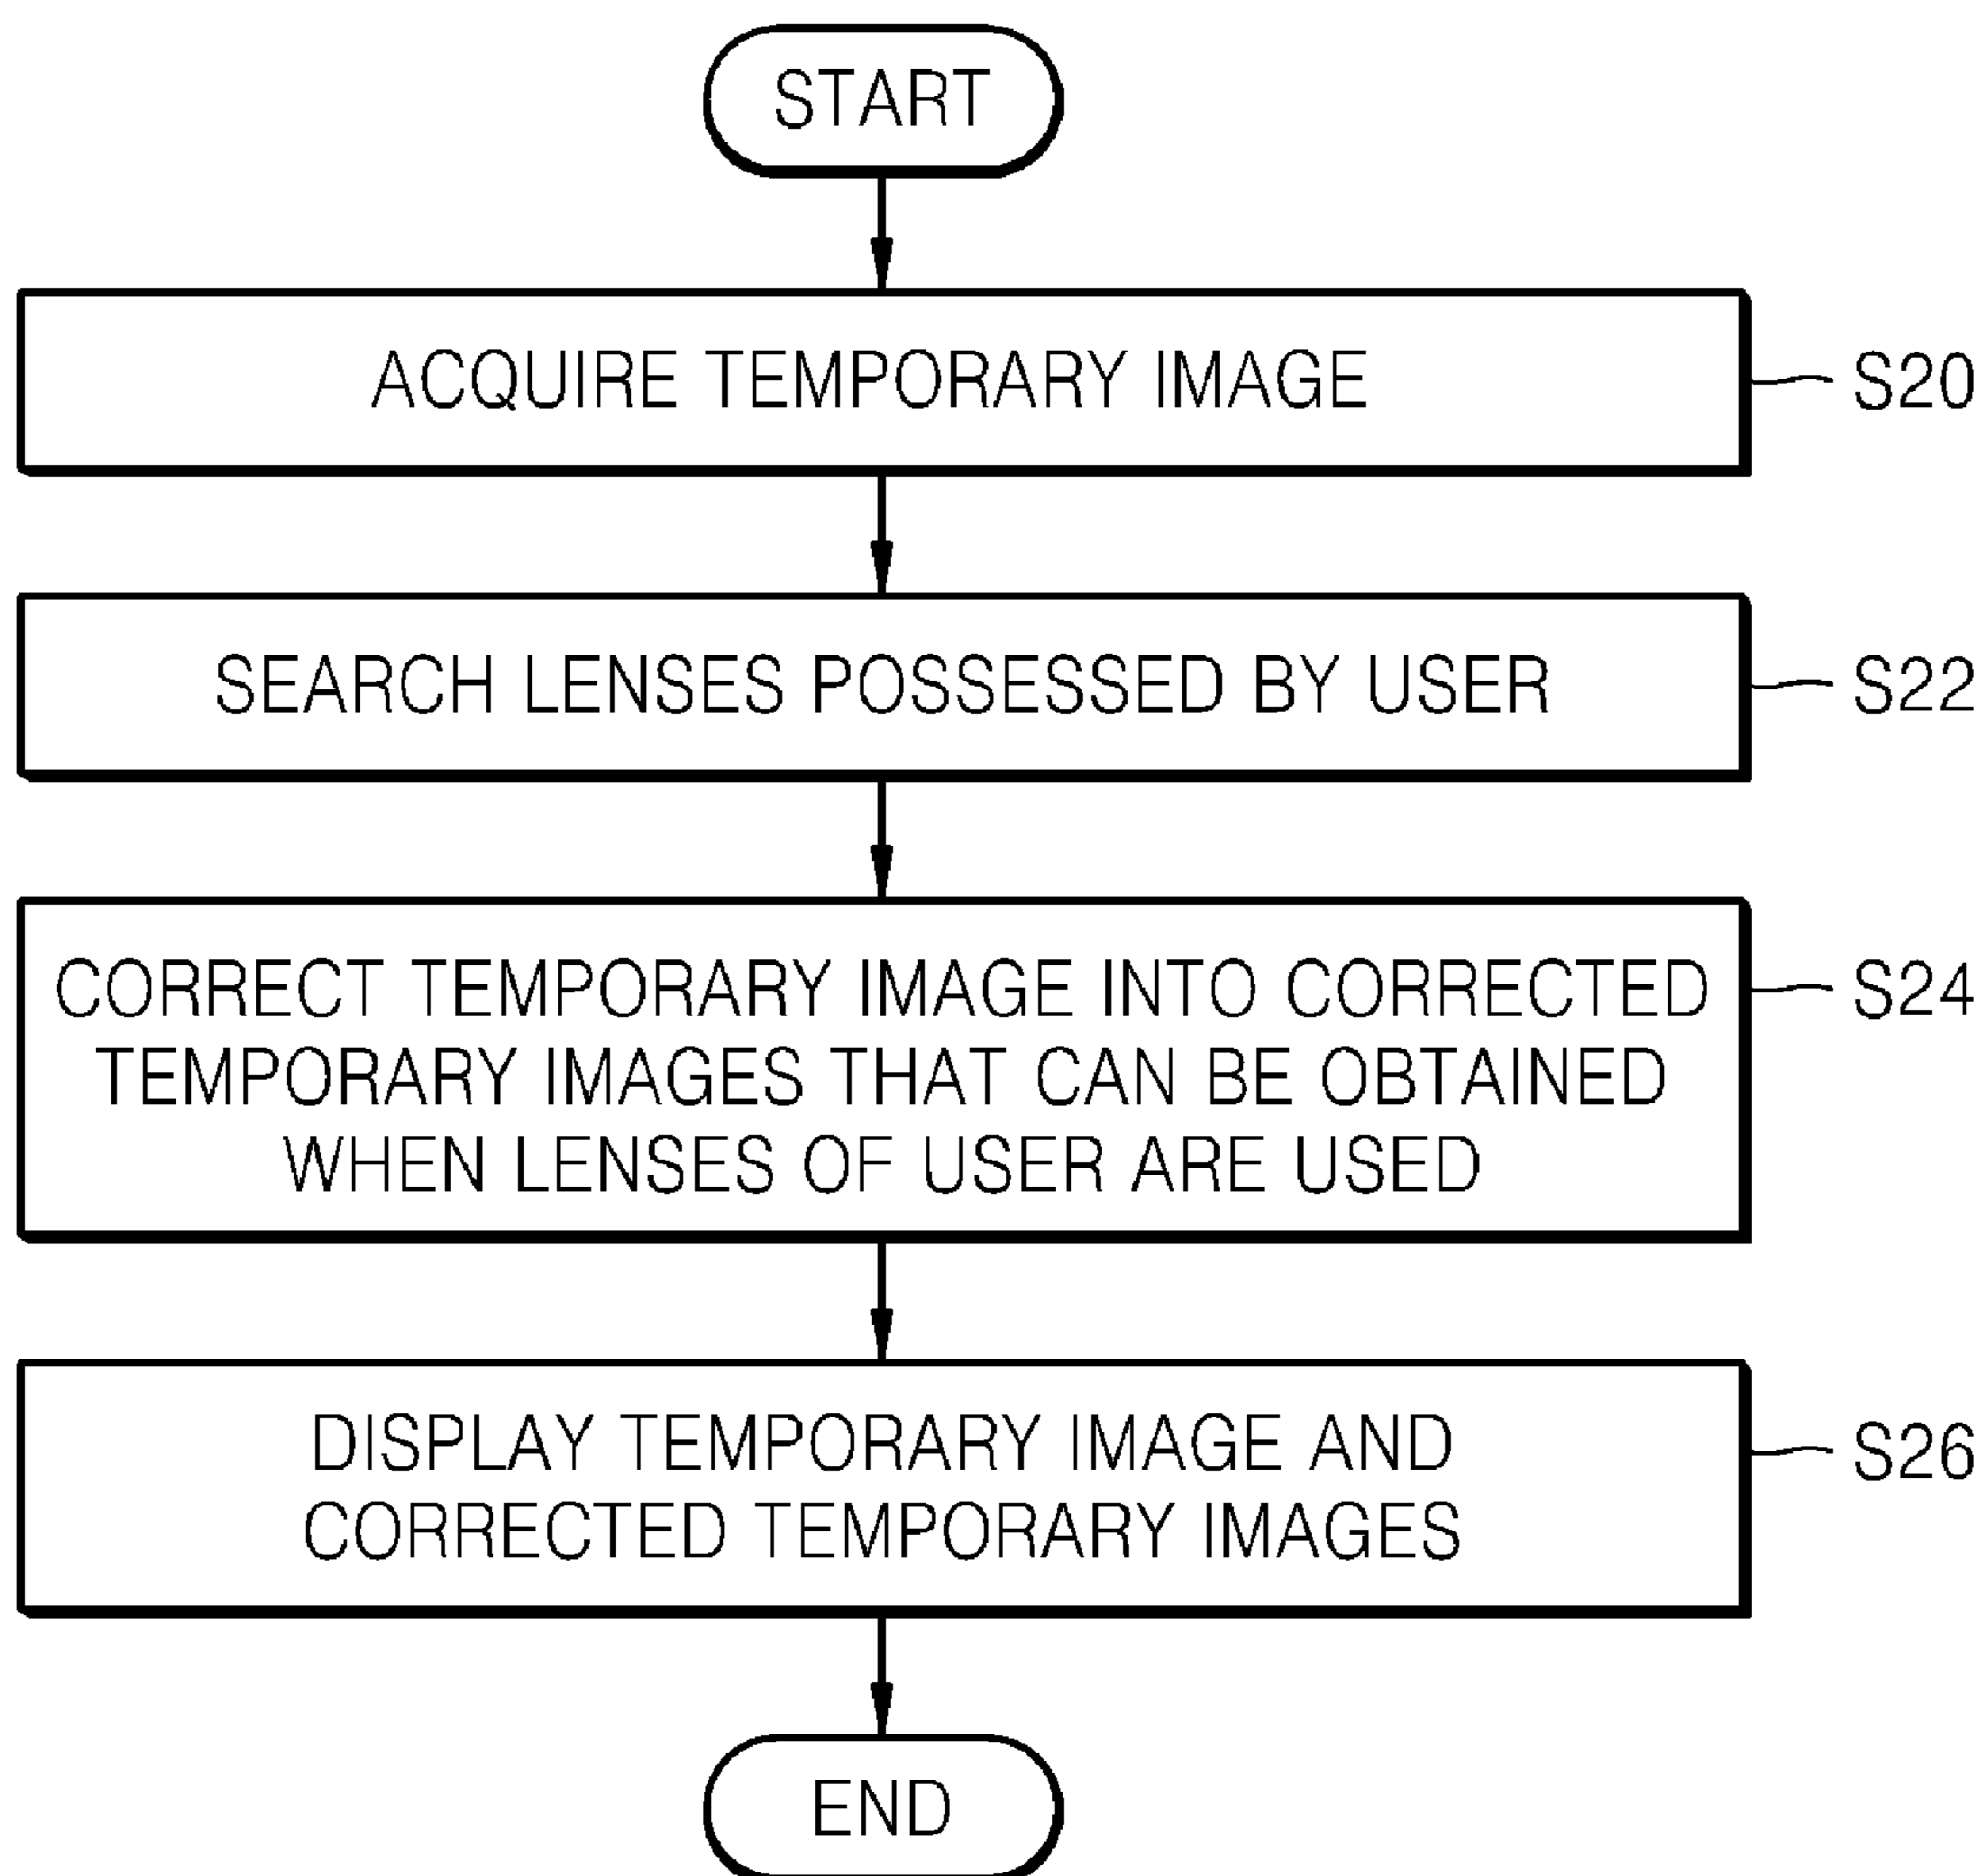 START
ACQUIRE TEMPORARY IMAGE
S20
SEARCH LENSES POSSESSED BY USER
S22
CORRECT TEMPORARY IMAGE INTO CORRECTED
S24
TEMPORARY IMAGES THAT CAN BE OBTAINED
WHEN LENSES OF USER ARE USED
DISPLAY TEMPORARY IMAGE AND
S26
CORRECTED TEMPORARY IMAGES
END